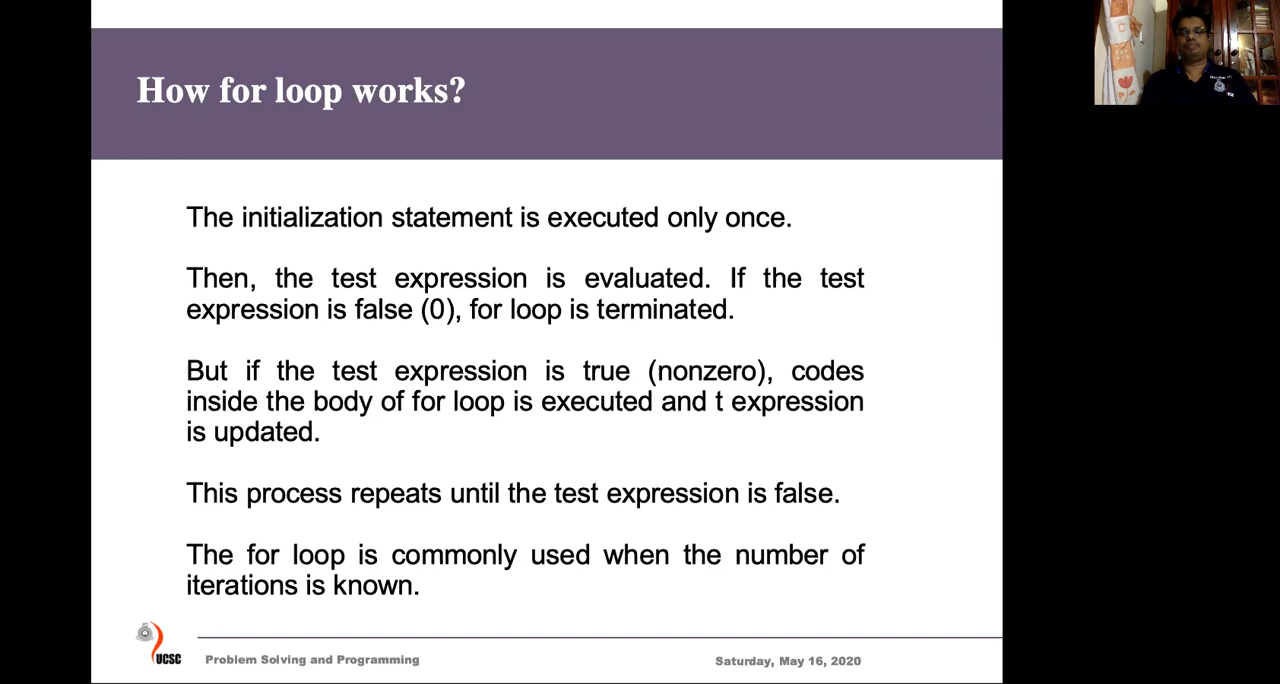 How for loop works?
The initialization statement is executed only once.
Then, the test expression is evaluated. If the test
expression is false (0), for loop is terminated.
But if the test expression is true (nonzero), codes
inside the body of for loop is executed and t expression
is updated.
This process repeats until the test expression is false.
The for loop is commonly used when the number of
iterations is known.
UCSC
Problem Solving and Programming
Saturday, May 16, 2020